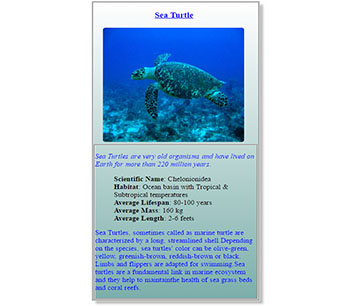 Sea Turtle
Sea Turtles are very old organisms and have lived on
Earth for more than 220 million years.
Scientific Name: Chelonionidea
Habitat: Ocean basin with Tropical &
Subtropical temperatures
Average Lifespan: 80-100 years
Average Mass: 160 kg
Average Length: 2-6 feets
Sea Turtles, sometimes called as marine turtle are
characterized by a long, streamlined shell.Depending
on the species, sea turtles' color can be olive-green,
yellow, greenish-brown, reddish-brown or black.
Limbs and flippers are adapted for swimming.Sea
turtles are a fundamental link in marine ecosystem
and they help to maintainthe health of sea grass beds
and coral reefs.